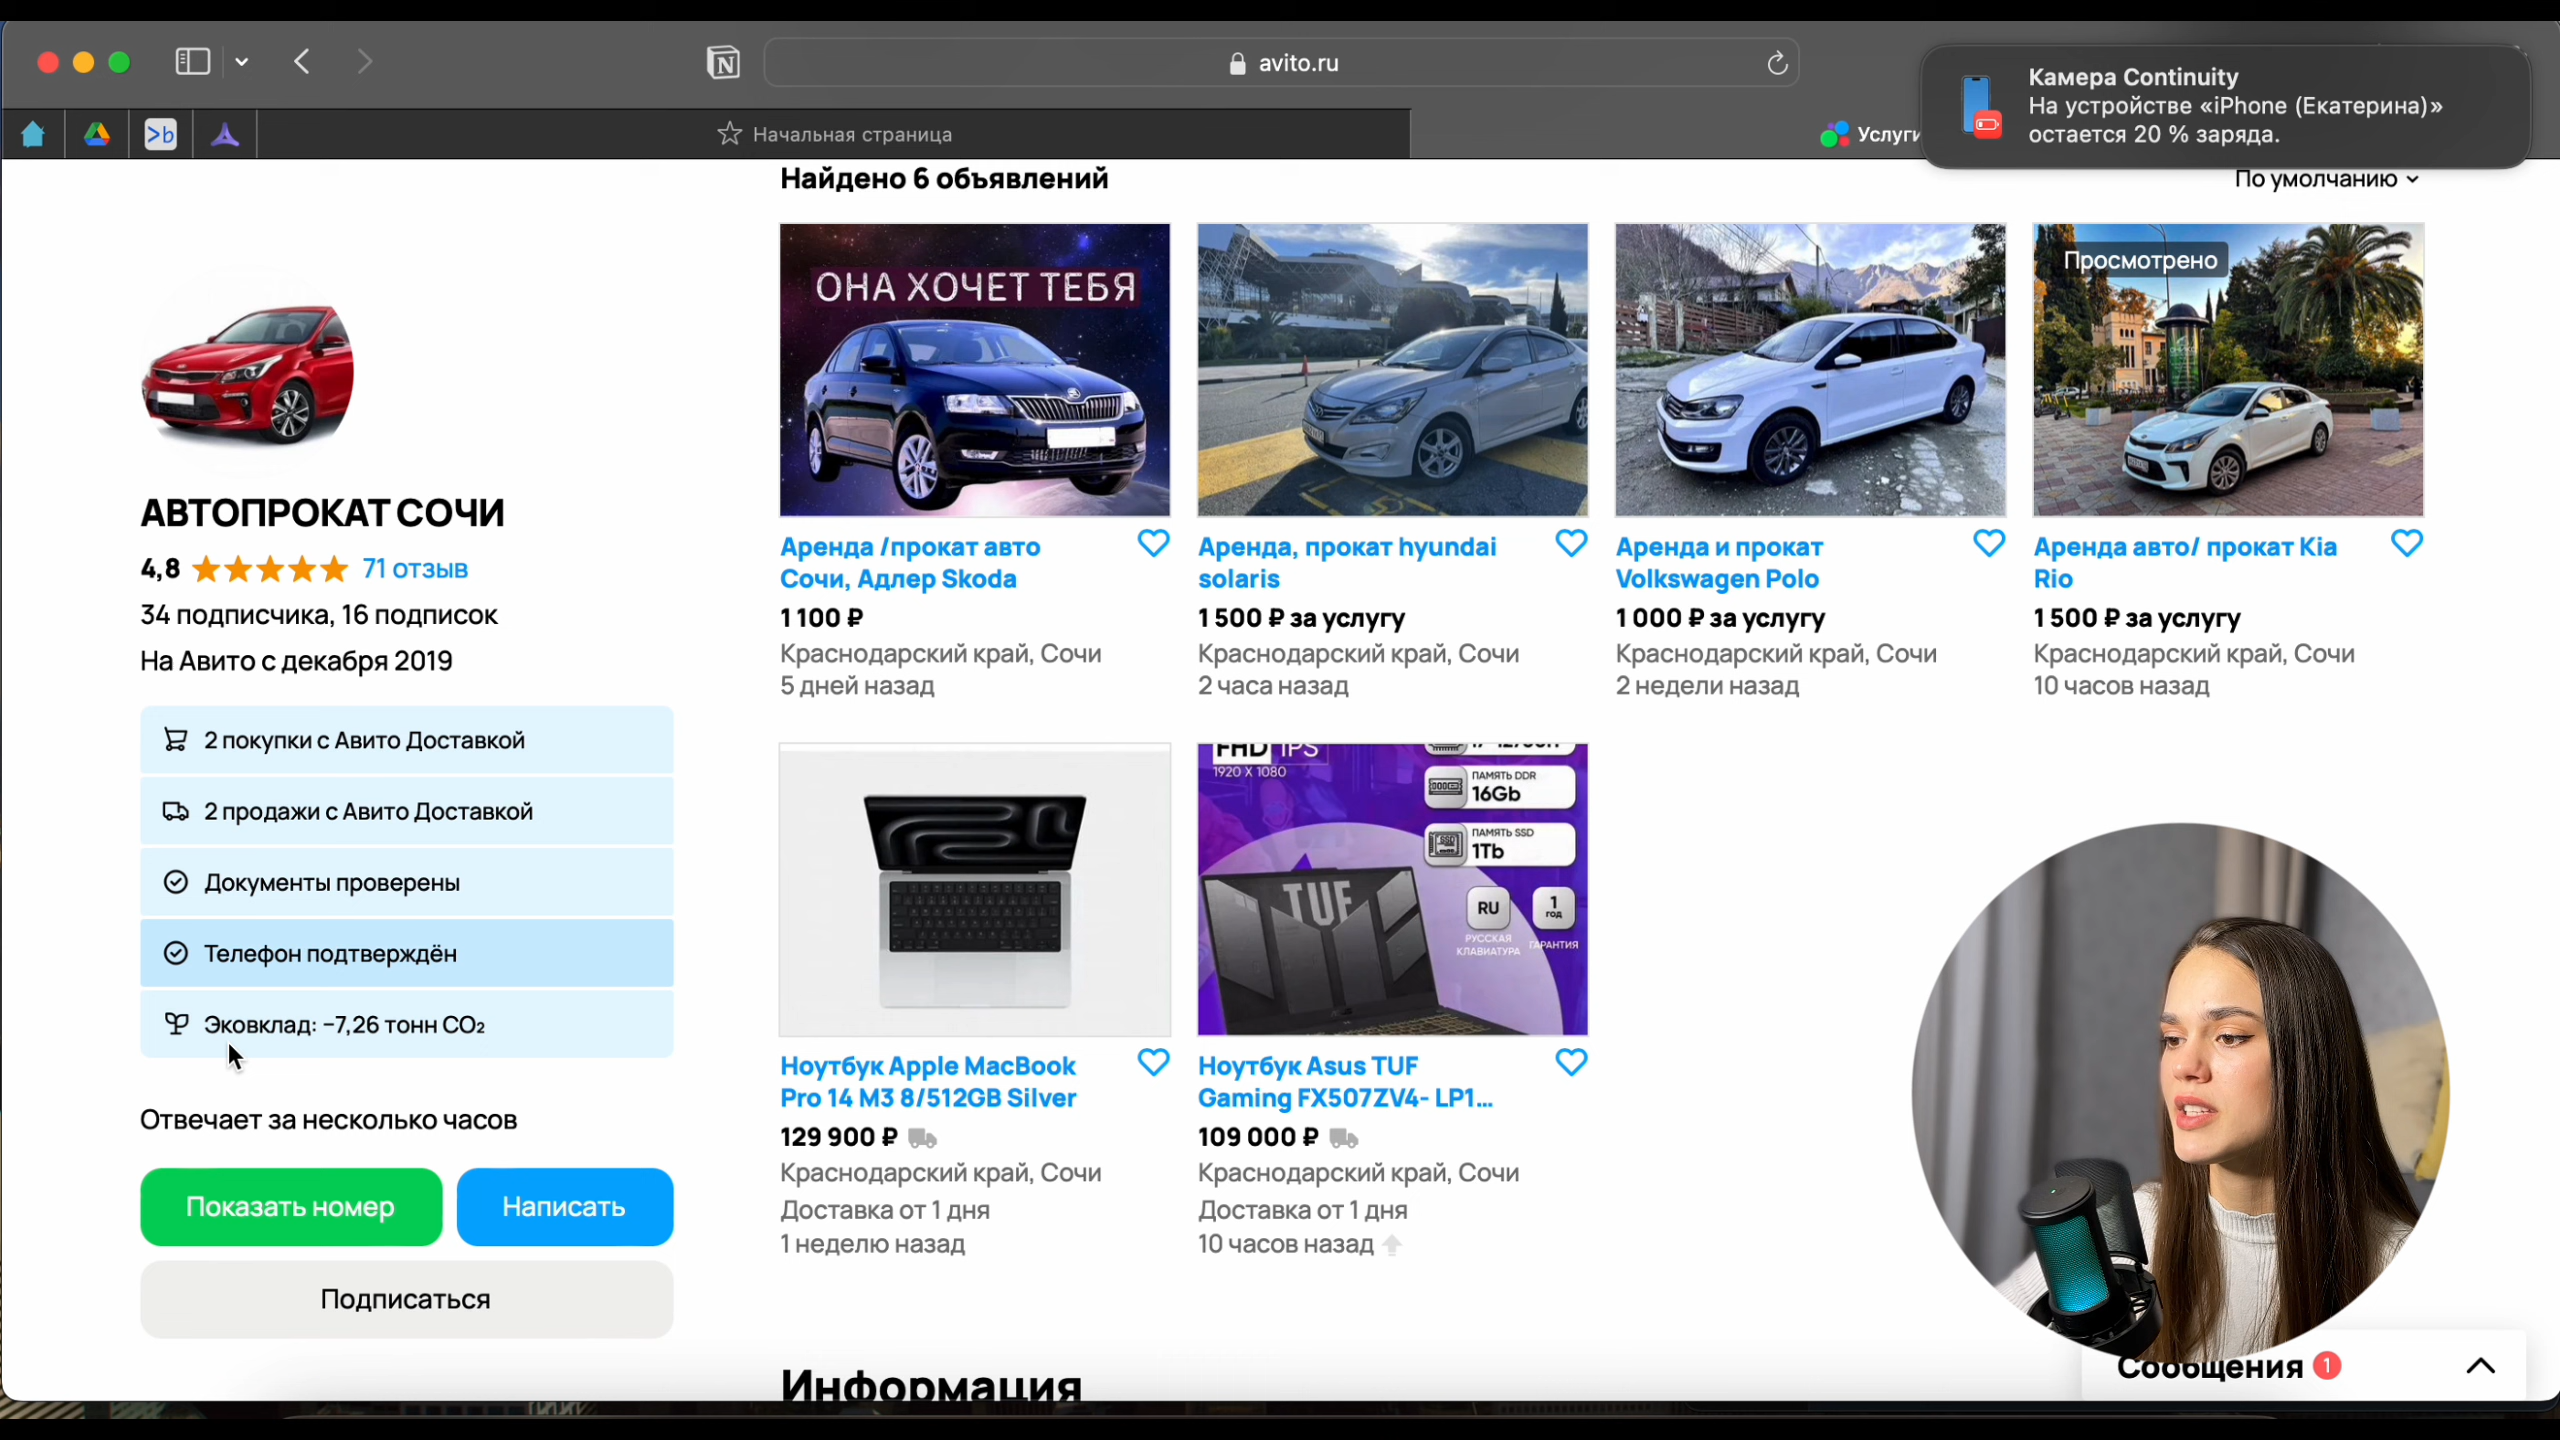 avito.ru
Камера Continuity
На устройстве «iPhone (Екатерина)»
остается 20 % заряда.
>b
Начальная страница
Услуги
Найдено 6 объявлений
По умолчанию
АВТОПРОКАТ СОЧИ
4,8 71 отзыв
34 подписчика, 16 подписок
На Авито с декабря 2019
2 покупки с Авито Доставкой
2 продажи с Авито Доставкой
Документы проверены
Телефон подтверждён
Эковклад: −7,26 тонн CO₂
Отвечает за несколько часов
Показать номер
Написать
Подписаться
ОНА ХОЧЕТ ТЕБЯ
Аренда /прокат авто
Сочи, Адлер Skoda
1 100 ₽
Краснодарский край, Сочи
5 дней назад
Аренда, прокат hyundai
solaris
1 500 ₽ за услугу
Краснодарский край, Сочи
2 часа назад
Аренда и прокат
Volkswagen Polo
1 000 ₽ за услугу
Краснодарский край, Сочи
2 недели назад
Просмотрено
Аренда авто/ прокат Kia
Rio
1 500 ₽ за услугу
Краснодарский край, Сочи
10 часов назад
Ноутбук Apple MacBook
Pro 14 M3 8/512GB Silver
129 900 ₽
Краснодарский край, Сочи
Доставка от 1 дня
1 неделю назад
FHD IPS
1920 X 1080
ПАМЯТЬ DDR
16Gb
ПАМЯТЬ SSD
1Tb
TUF
RU
РУССКАЯ
КЛАВИАТУРА
1
год
ГАРАНТИЯ
Ноутбук Asus TUF
Gaming FX507ZV4- LP1...
109 000 ₽
Краснодарский край, Сочи
Доставка от 1 дня
10 часов назад
Информация
Сообщения 1